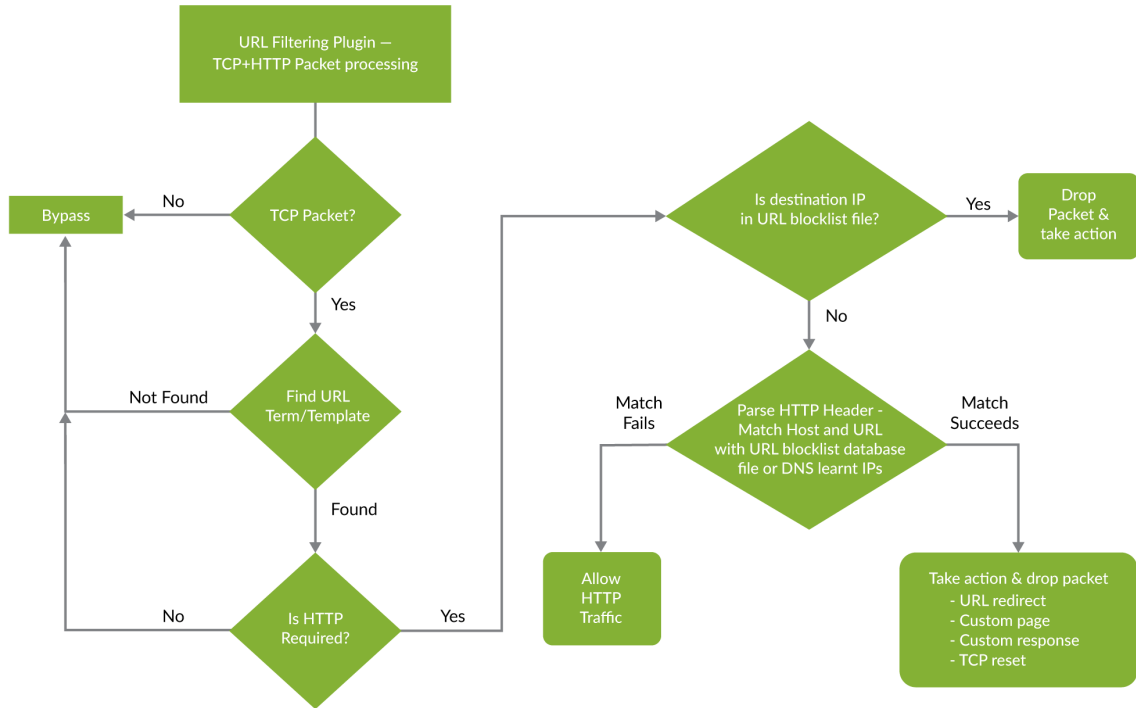 URL Filtering Plugin —
TCP+HTTP Packet processing
TCP Packet?
No
Bypass
Yes
Find URL
Term/Template
Not Found
Found
Is HTTP
Required?
No
Yes
Is destination IP
in URL blocklist file?
Yes
Drop
Packet &
take action
No
Parse HTTP Header -
Match Host and URL
with URL blocklist database
file or DNS learnt IPs
Match
Fails
Match
Succeeds
Allow
HTTP
Traffic
Take action & drop packet
- URL redirect
- Custom page
- Custom response
- TCP reset